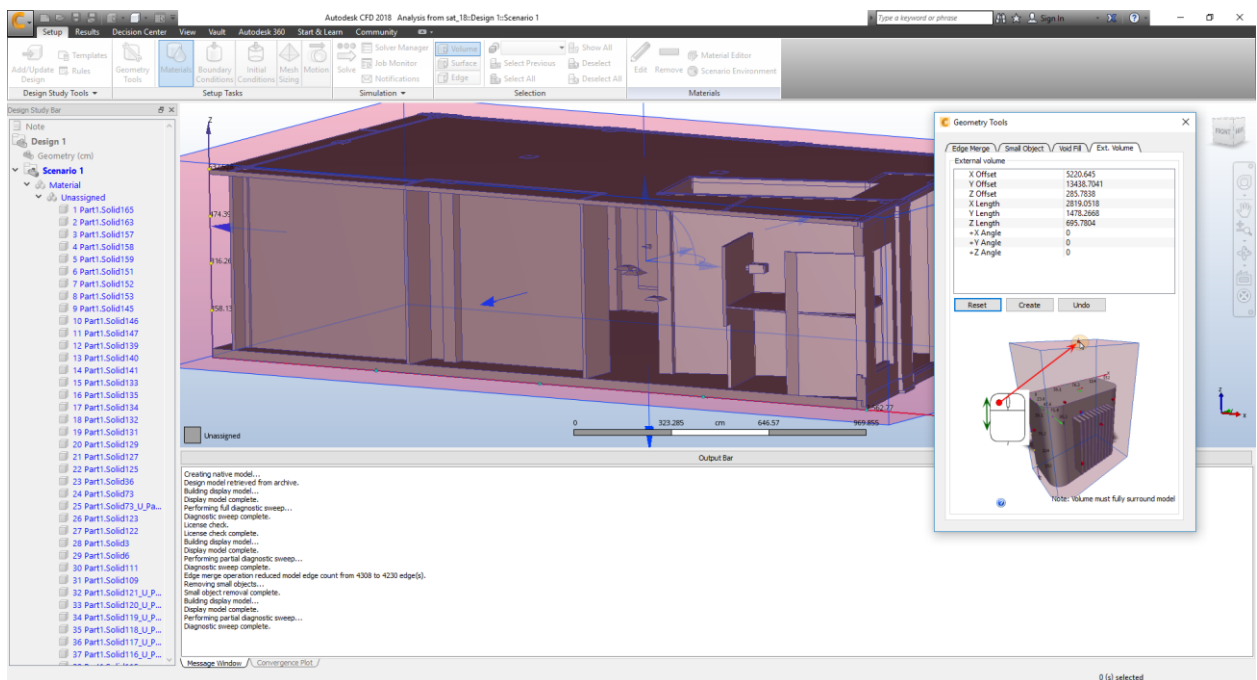 Autodesk CFD 2018 Analysis from sat_18::Design 1::Scenario 1
Type a keyword or phrase
Sign In
Setup Results Decision Center View Vault Autodesk 360 Start & Learn Community
Add/Update Design
Templates
Rules
Geometry Tools
Materials
Boundary Conditions
Initial Conditions
Mesh Sizing
Motion
Solve
Solver Manager
Job Monitor
Notifications
Volume
Surface
Edge
Select Previous
Select All
Show All
Deselect
Deselect All
Edit
Remove
Material Editor
Scenario Environment
Design Study Tools
Setup Tasks
Simulation
Selection
Materials
Design Study Bar
Note
Design 1
Geometry (cm)
Scenario 1
Material
Unassigned
1 Part1.Solid165
2 Part1.Solid163
3 Part1.Solid157
4 Part1.Solid158
5 Part1.Solid159
6 Part1.Solid151
7 Part1.Solid152
8 Part1.Solid153
9 Part1.Solid145
10 Part1.Solid146
11 Part1.Solid147
12 Part1.Solid139
13 Part1.Solid140
14 Part1.Solid141
15 Part1.Solid133
16 Part1.Solid135
17 Part1.Solid134
18 Part1.Solid132
19 Part1.Solid131
20 Part1.Solid129
21 Part1.Solid127
22 Part1.Solid125
23 Part1.Solid36
24 Part1.Solid73
25 Part1.Solid73_U_Pa...
26 Part1.Solid123
27 Part1.Solid122
28 Part1.Solid3
29 Part1.Solid6
30 Part1.Solid111
31 Part1.Solid109
32 Part1.Solid121_U_P...
33 Part1.Solid120_U_P...
34 Part1.Solid119_U_P...
35 Part1.Solid118_U_P...
36 Part1.Solid117_U_P...
37 Part1.Solid116_U_P...
Z
Unassigned
0 323.285 cm 646.57 969.855
Output Bar
Creating native model...
Design model retrieved from archive.
Building display model...
Display model complete.
Performing full diagnostic sweep...
Diagnostic sweep complete.
License check.
License check complete.
Building display model...
Display model complete.
Performing partial diagnostic sweep...
Diagnostic sweep complete.
Edge merge operation reduced model edge count from 4308 to 4230 edge(s).
Removing small objects...
Small object removal complete.
Building display model...
Display model complete.
Performing partial diagnostic sweep...
Diagnostic sweep complete.
Message Window Convergence Plot
Geometry Tools
Edge Merge Small Object Void Fill Ext. Volume
External volume
X Offset 5220.645
Y Offset 13438.7041
Z Offset 285.7838
X Length 2819.0518
Y Length 1478.2668
Z Length 695.7804
+X Angle 0
+Y Angle 0
+Z Angle 0
Reset Create Undo
Note: Volume must fully surround model
FRONT
Z
X
0 (s) selected